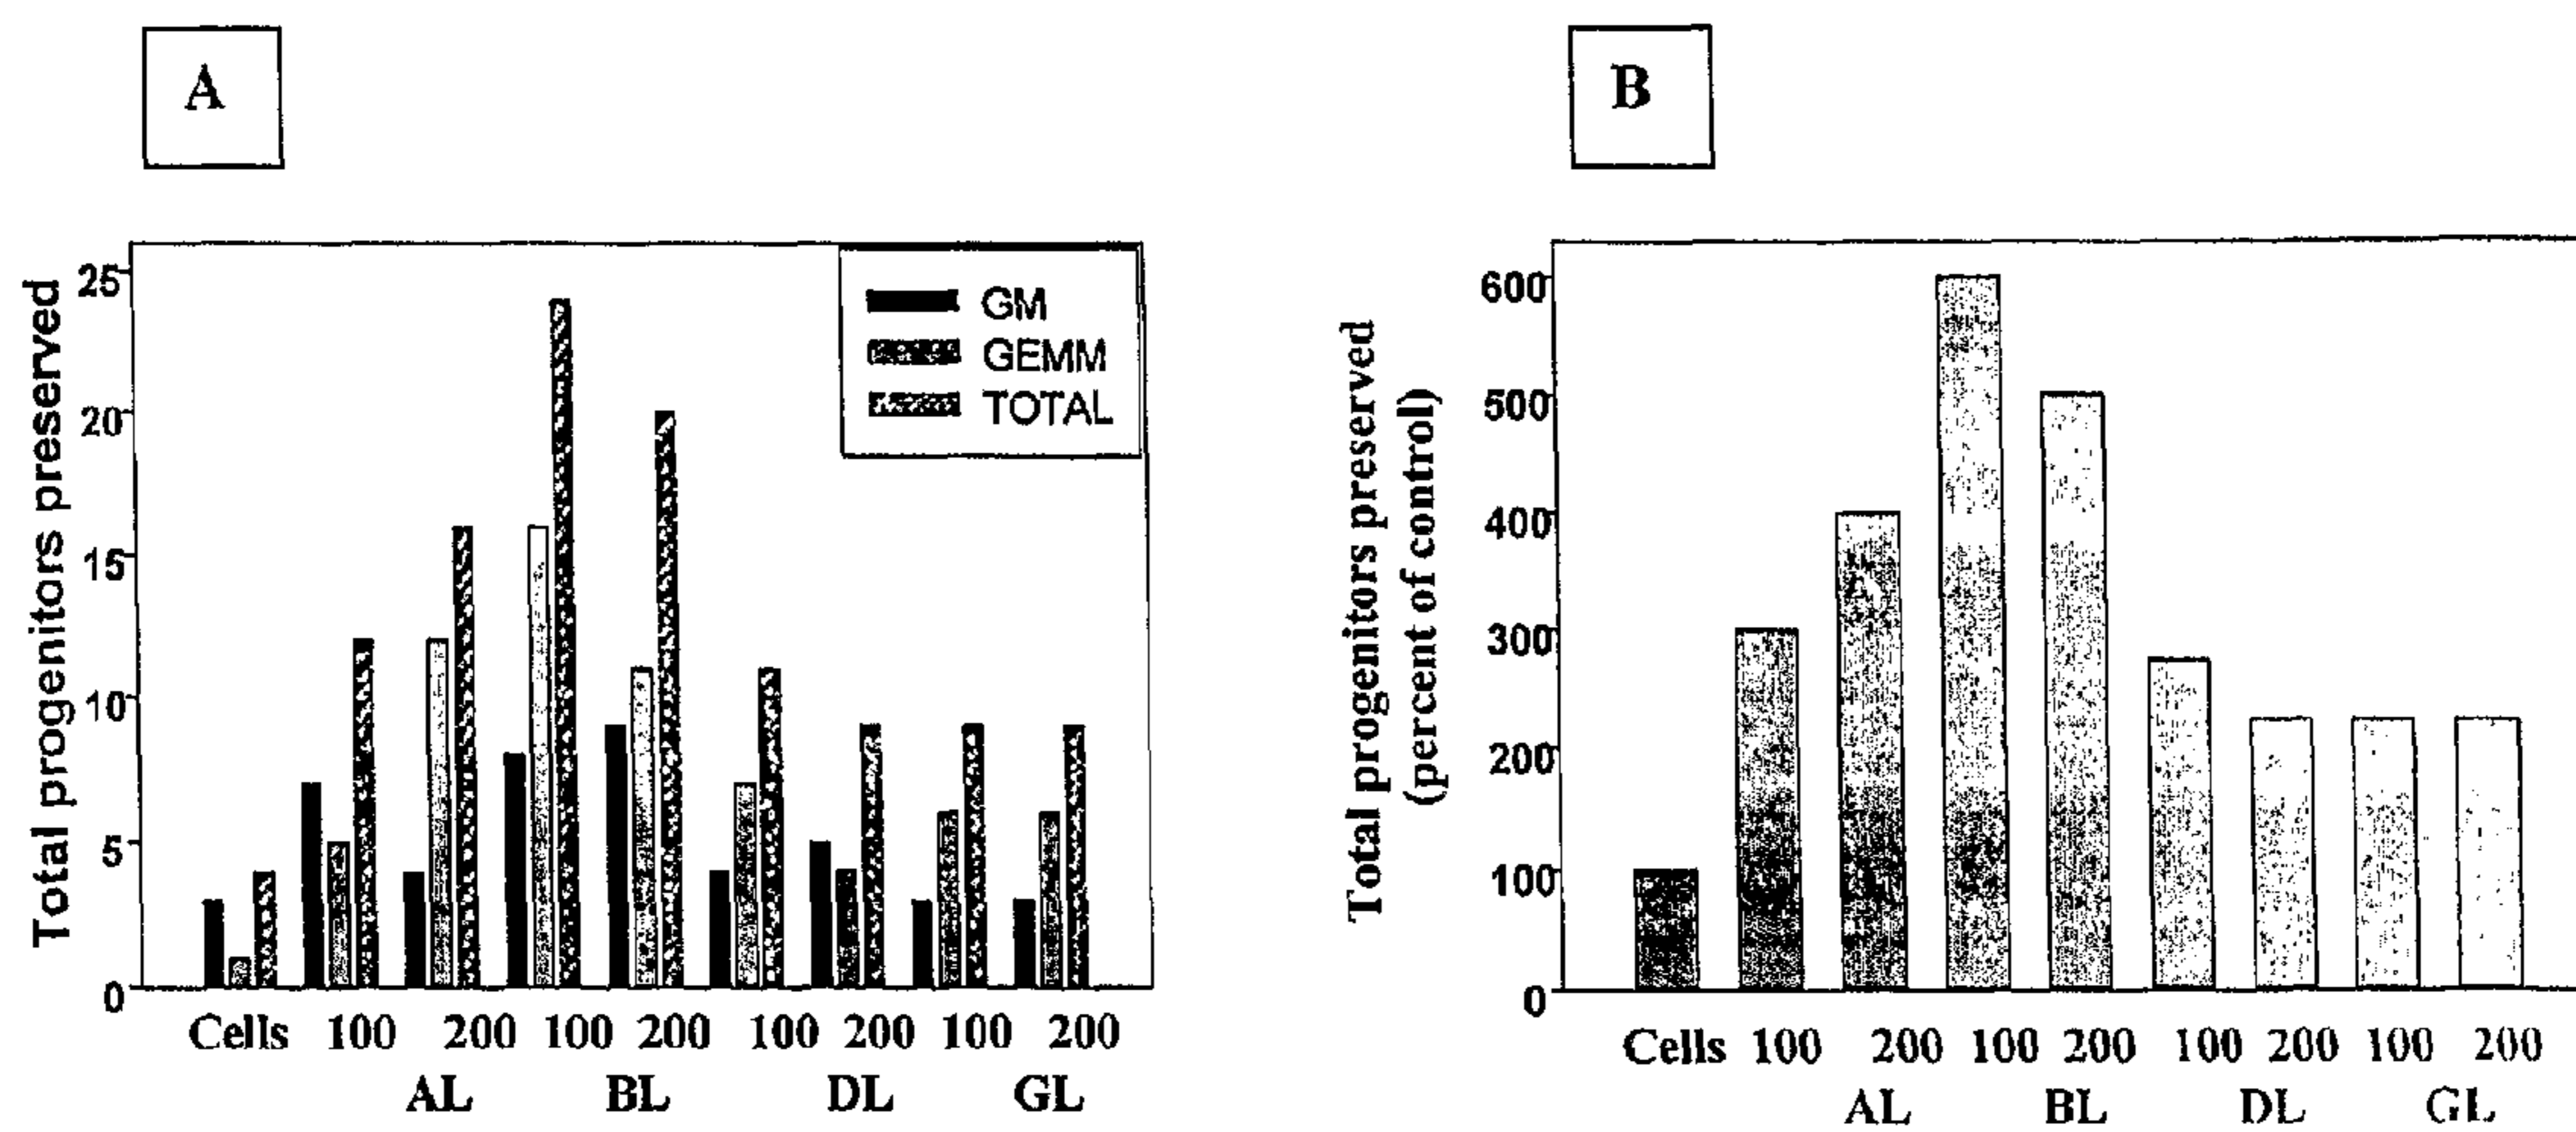 A
Total progenitors preserved
25
20
15
10
5
0
GM
GEMM
TOTAL
Cells 100 200 100 200 100 200 100 200
AL BL DL GL
B
Total progenitors preserved
(percent of control)
600
500
400
300
200
100
0
Cells 100 200 100 200 100 200 100 200
AL BL DL GL